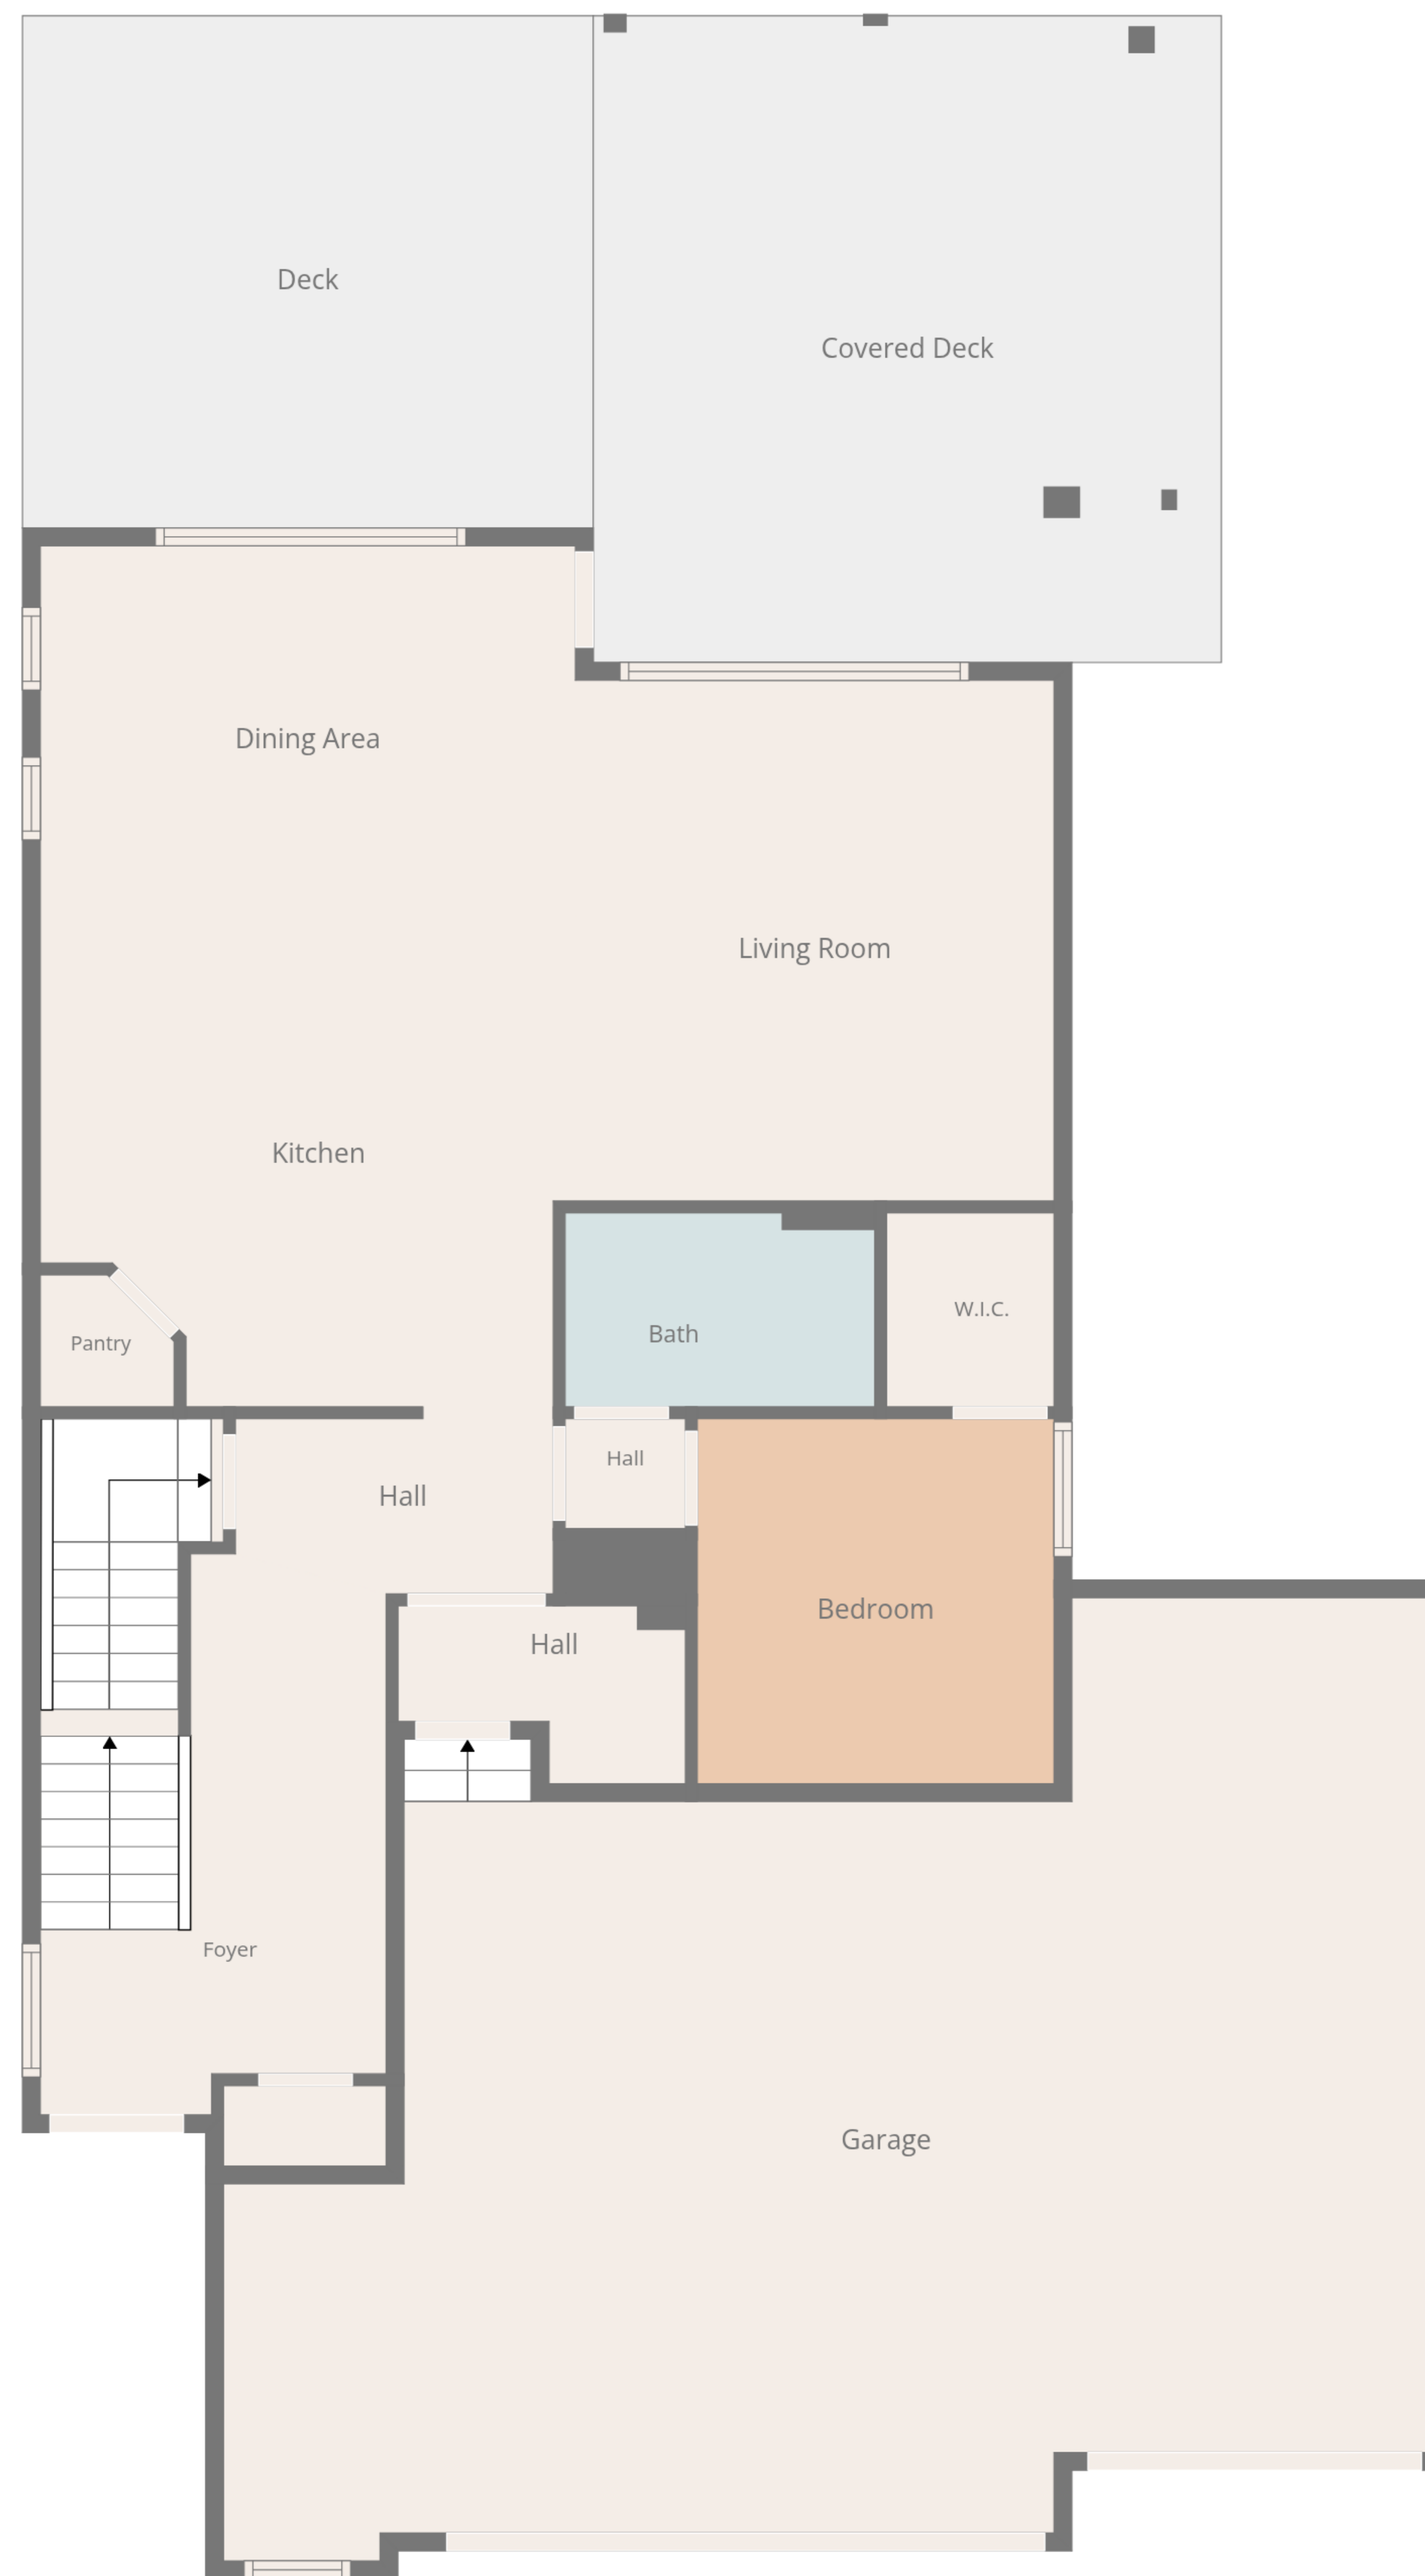 Deck
Covered Deck
Dining Area
Living Room
Kitchen
W.I.C.
Bath
Pantry
Hall
Hall
Bedroom
Hall
Foyer
Garage